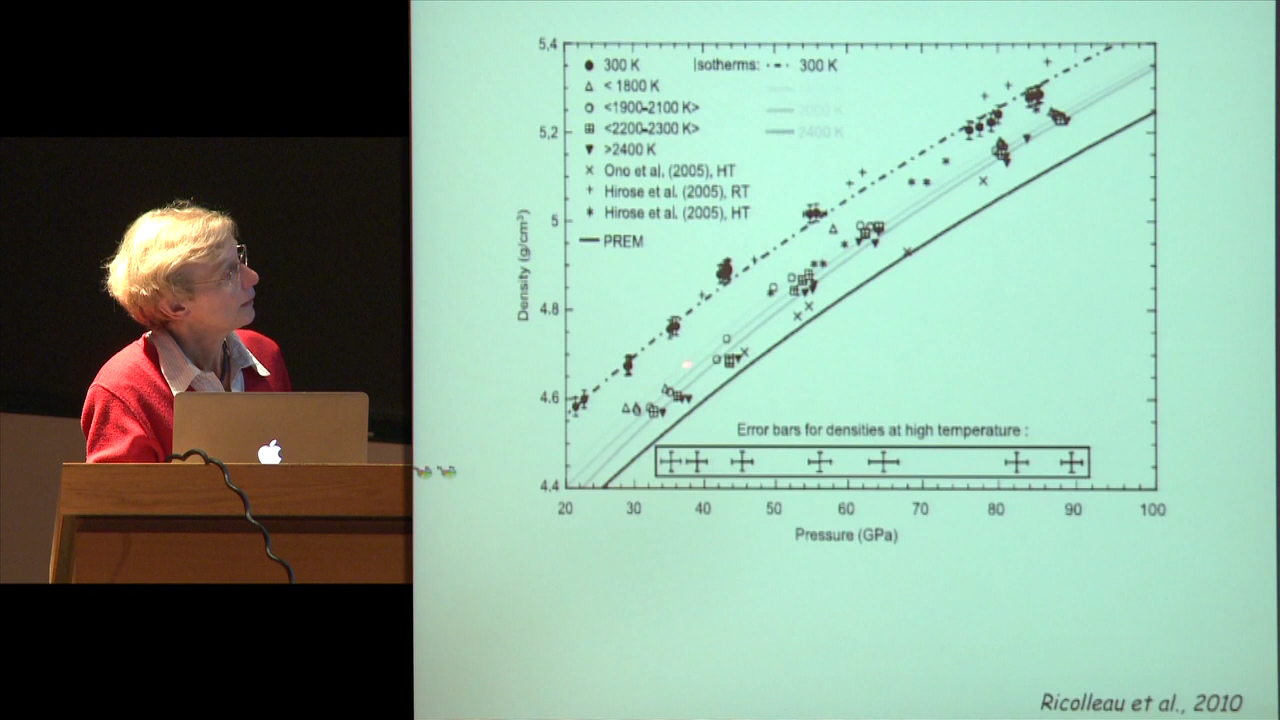 5,4
5,2
5
4.8
4.6
4.4
Density (g/cm³)
300 K
< 1800 K
<1900-2100 K>
<2200-2300 K>
>2400 K
Ono et al. (2005), HT
Hirose et al. (2005), RT
Hirose et al. (2005), HT
PREM
Isotherms:
300 K
2400 K
Error bars for densities at high temperature :
20 30 40 50 60 70 80 90 100
Pressure (GPa)
Ricolleau et al., 2010